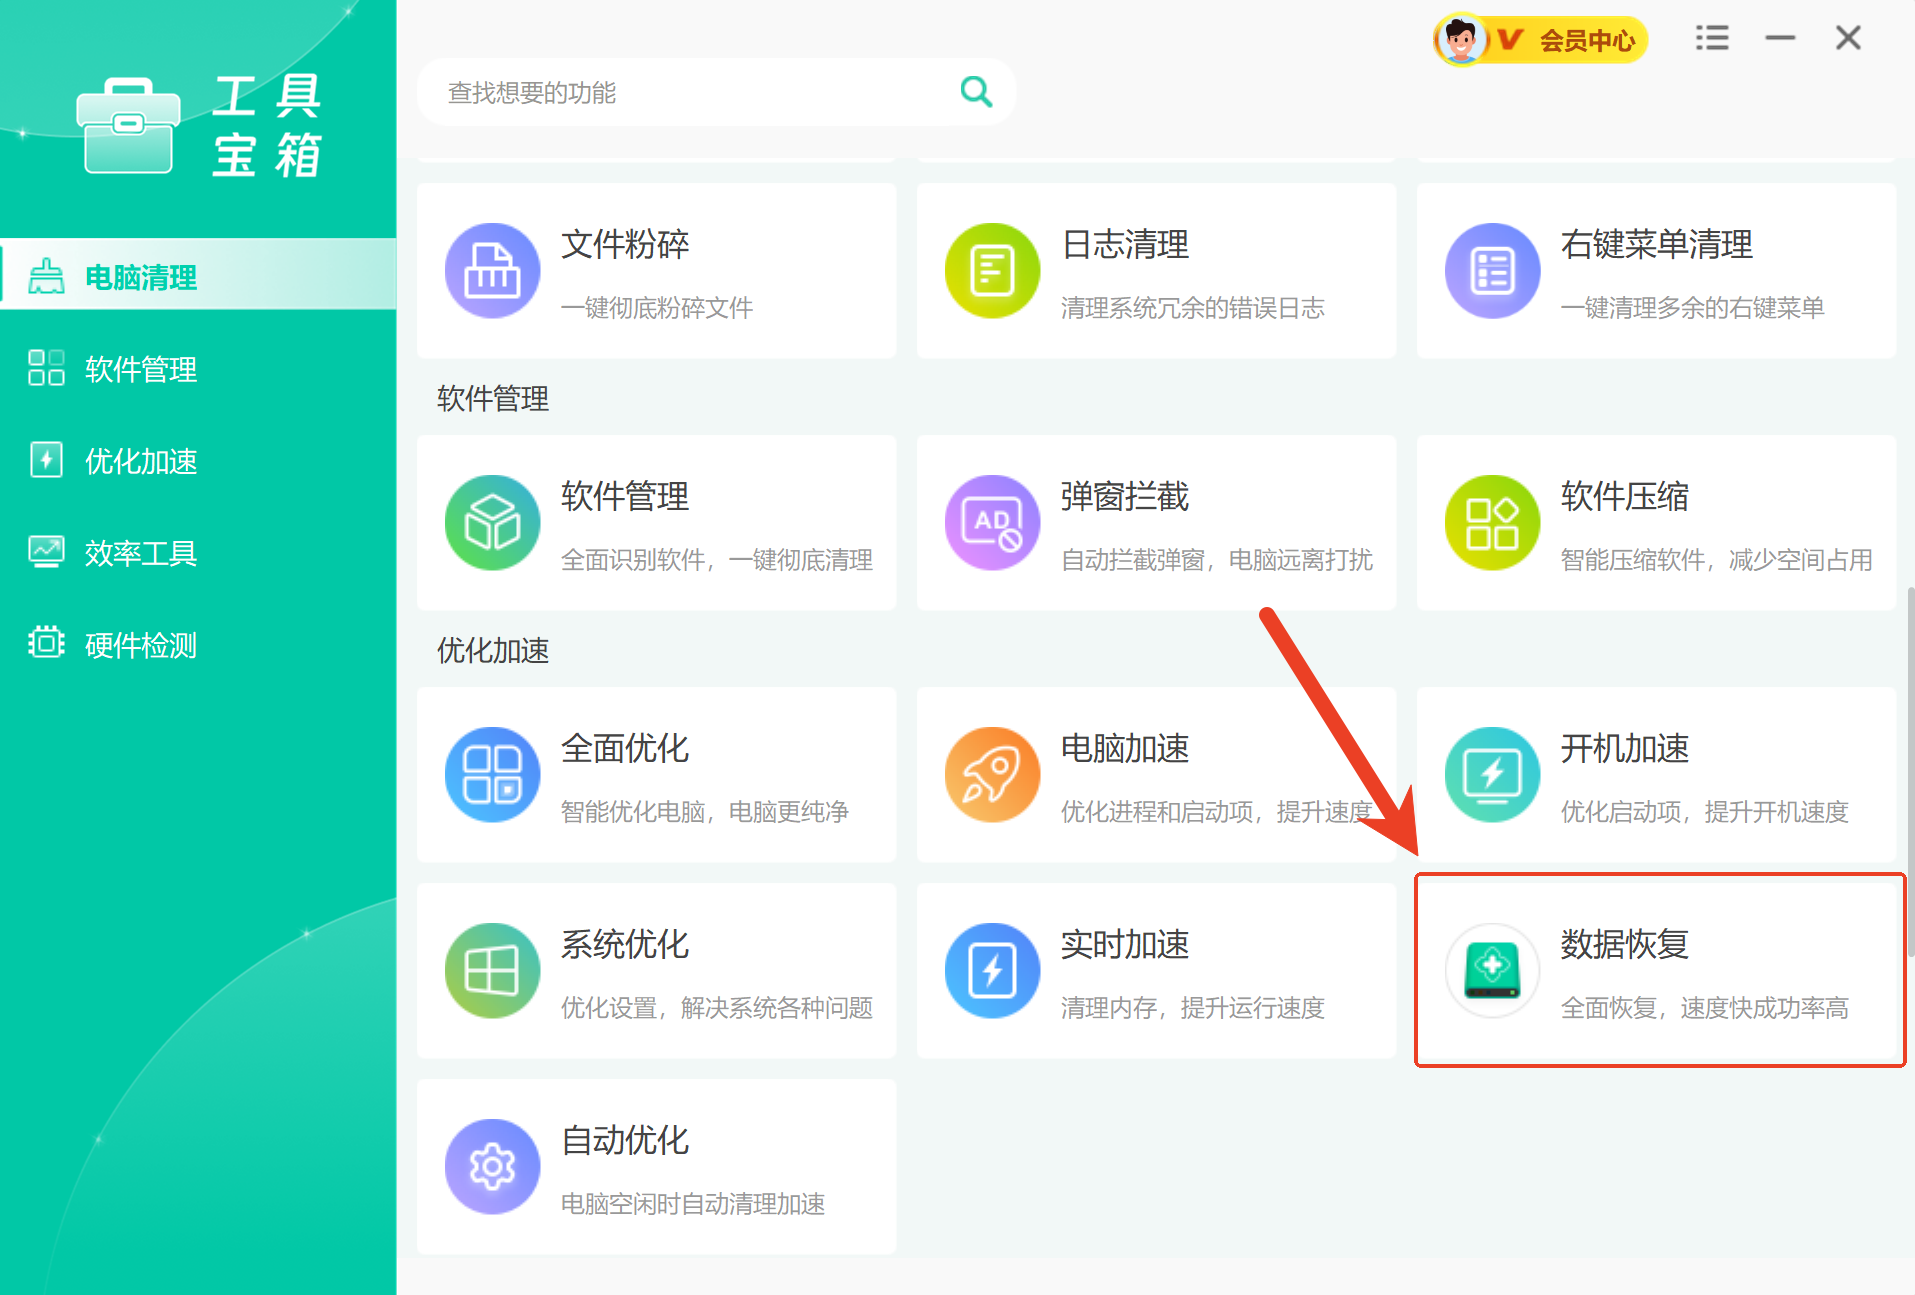 工具
宝箱
会员中心
查找想要的功能
电脑清理
软件管理
优化加速
效率工具
硬件检测
文件粉碎
一键彻底粉碎文件
日志清理
清理系统冗余的错误日志
右键菜单清理
一键清理多余的右键菜单
软件管理
软件管理
全面识别软件，一键彻底清理
AD
弹窗拦截
自动拦截弹窗，电脑远离打扰
软件压缩
智能压缩软件，减少空间占用
优化加速
全面优化
智能优化电脑，电脑更纯净
电脑加速
优化进程和启动项，提升速度
开机加速
优化启动项，提升开机速度
系统优化
优化设置，解决系统各种问题
实时加速
清理内存，提升运行速度
数据恢复
全面恢复，速度快成功率高
自动优化
电脑空闲时自动清理加速